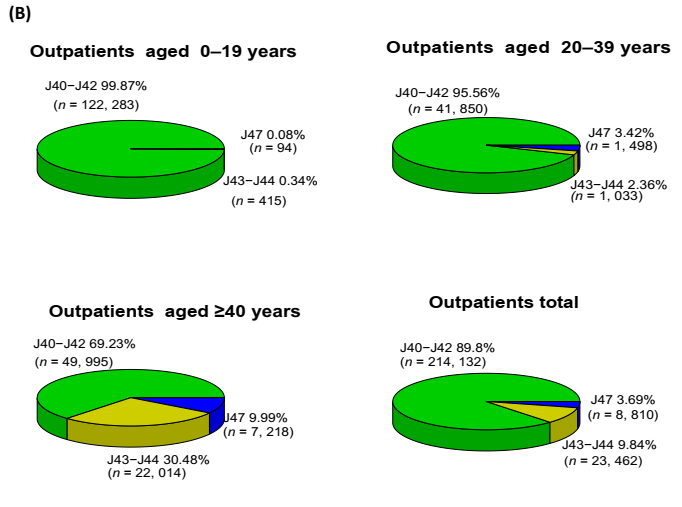 (B)
Outpatients aged 0–19 years
J40−J42 99.87%
(n = 122, 283)
J47 0.08%
(n = 94)
J43−J44 0.34%
(n = 415)
Outpatients aged 20–39 years
J40−J42 95.56%
(n = 41, 850)
J47 3.42%
(n = 1, 498)
J43−J44 2.36%
(n = 1, 033)
Outpatients aged ≥40 years
J40−J42 69.23%
(n = 49, 995)
J47 9.99%
(n = 7, 218)
J43−J44 30.48%
(n = 22, 014)
Outpatients total
J40−J42 89.8%
(n = 214, 132)
J47 3.69%
(n = 8, 810)
J43−J44 9.84%
(n = 23, 462)